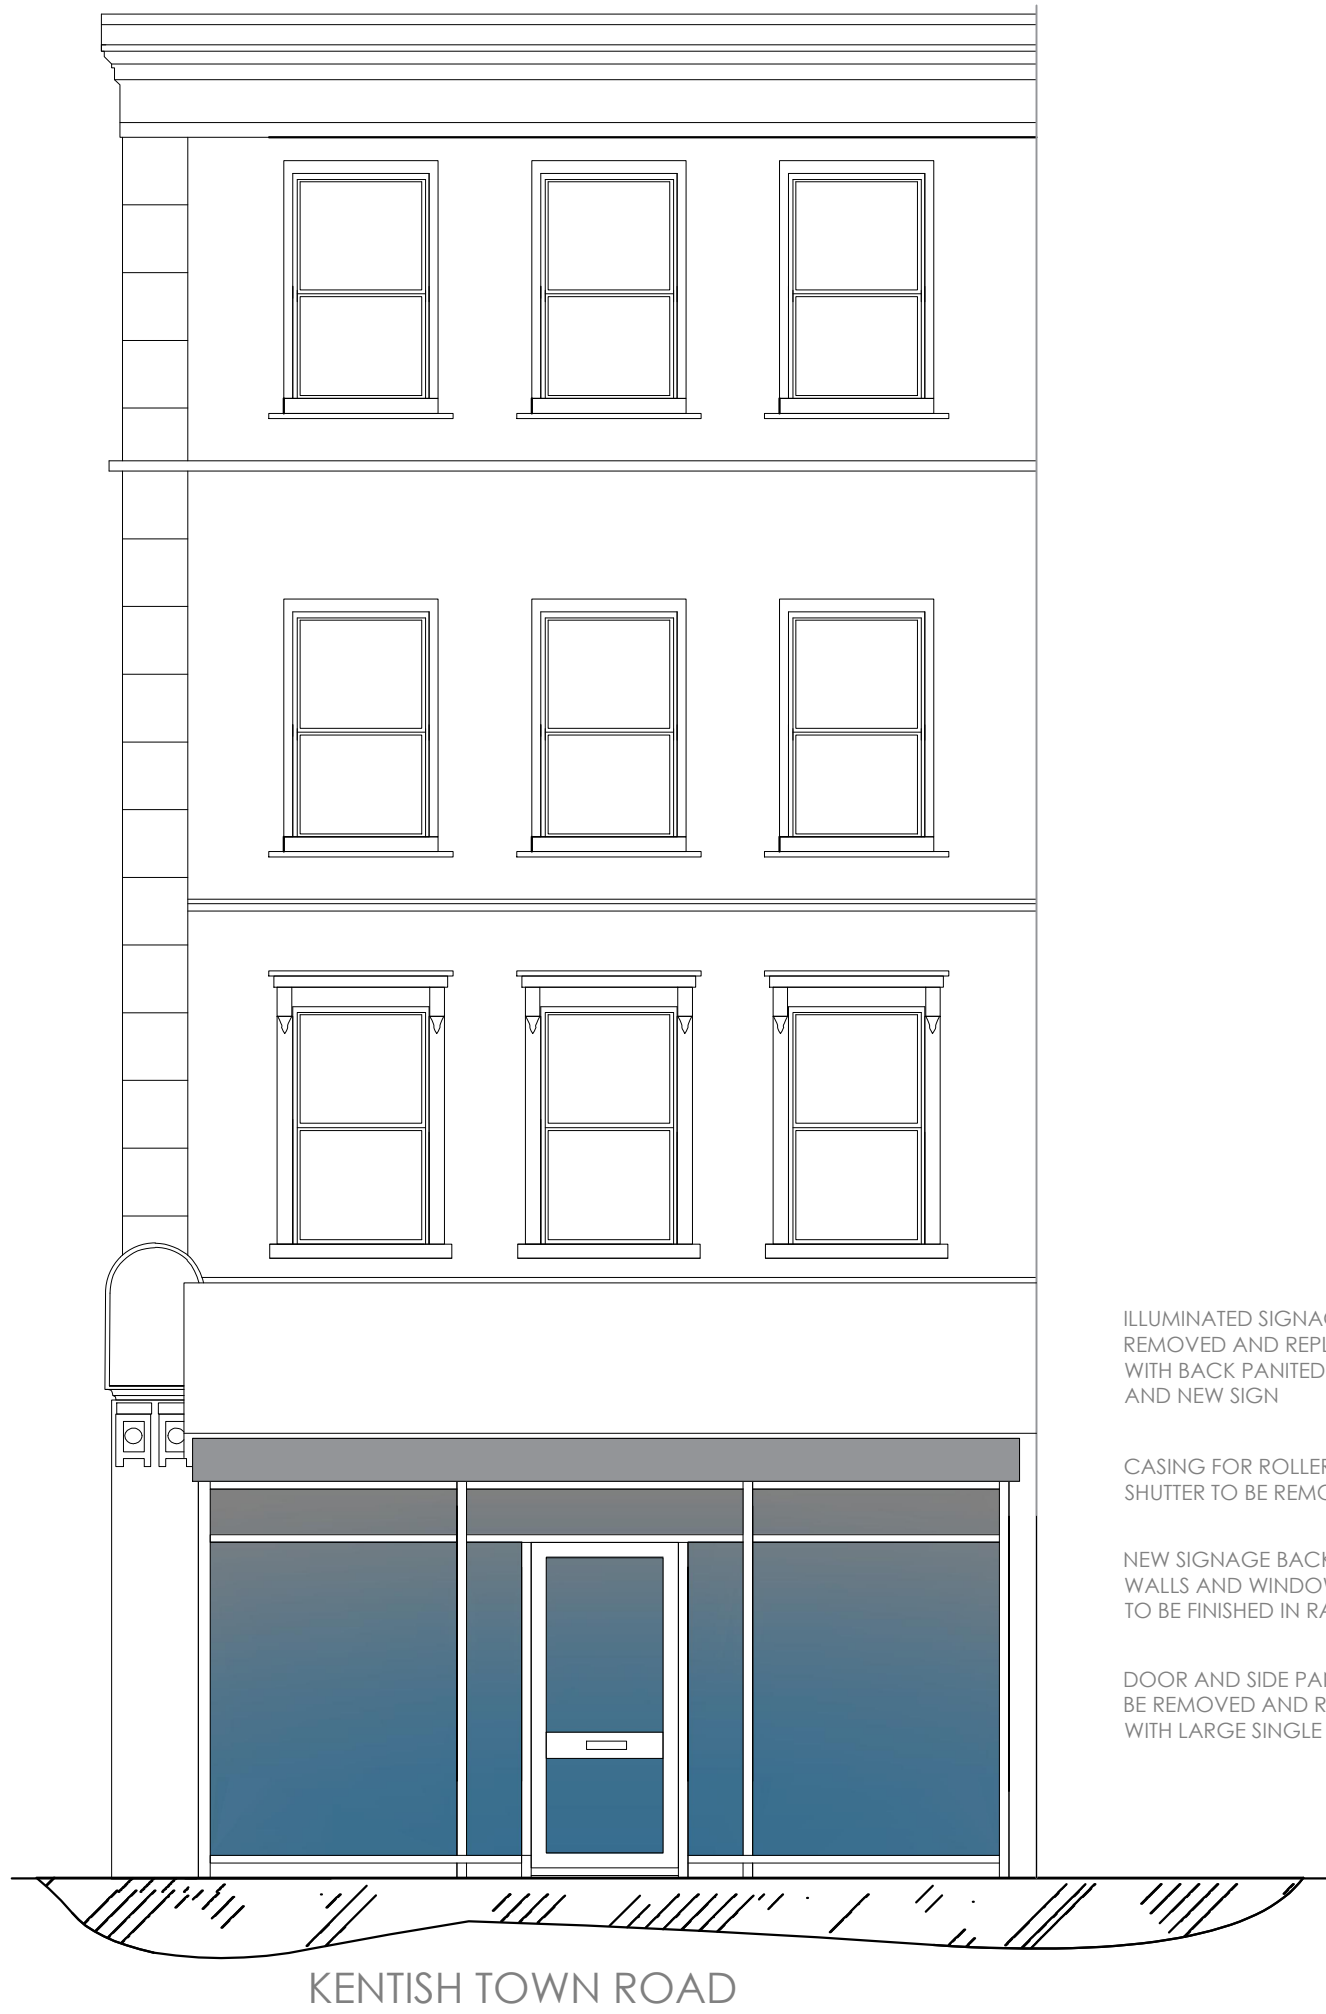 ILLUMINATED SIGNAG
REMOVED AND REPL
WITH BACK PANITED
AND NEW SIGN
CASING FOR ROLLER
SHUTTER TO BE REMO
NEW SIGNAGE BACK
WALLS AND WINDOW
TO BE FINISHED IN RA
DOOR AND SIDE PA
BE REMOVED AND R
WITH LARGE SINGLE
KENTISH TOWN ROAD